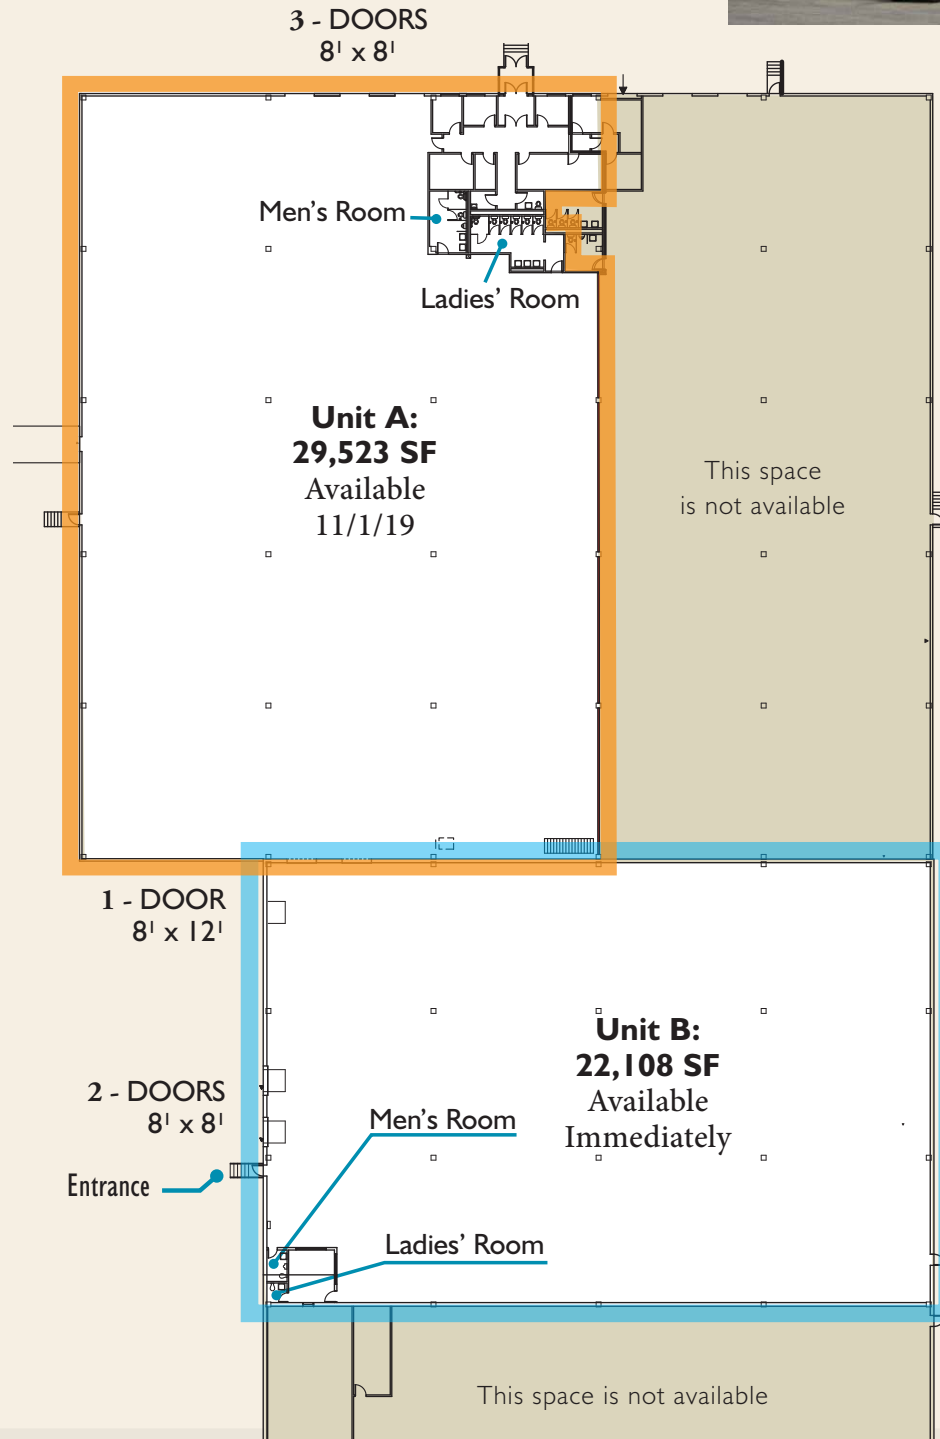 3 - DOORS
8' x 8'
Men's Room
Ladies' Room
Unit A:
29,523 SF
Available
11/1/19
This space
is not available
1 - DOOR
8' x 12'
Unit B:
22,108 SF
Available
Immediately
2 - DOORS
8' x 8'
Men's Room
Entrance
Ladies' Room
This space is not available